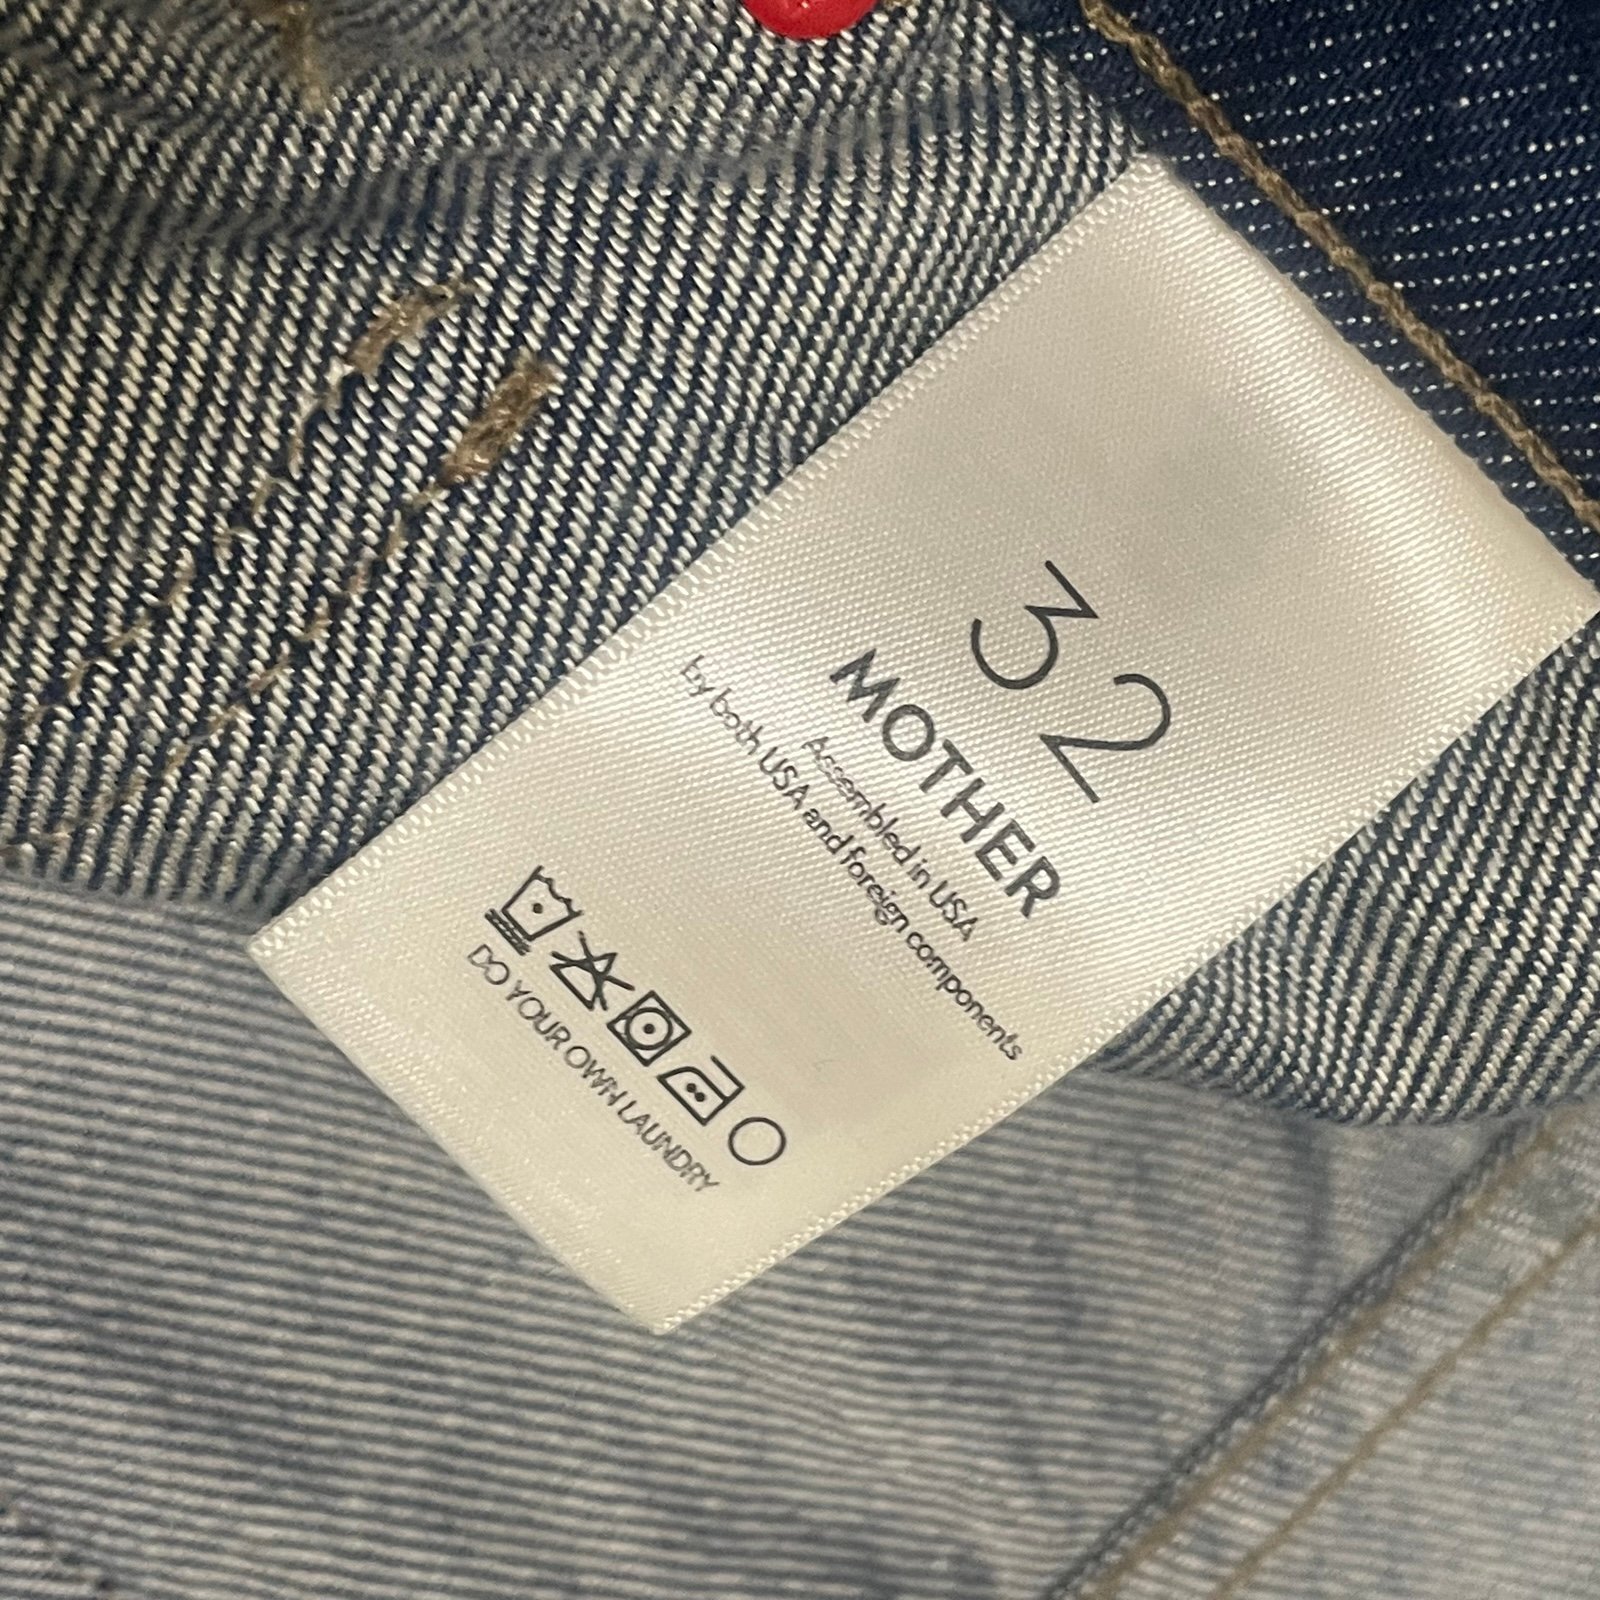 32
MOTHER
Assembled in USA
by both USA and foreign components
DO YOUR OWN LAUNDRY